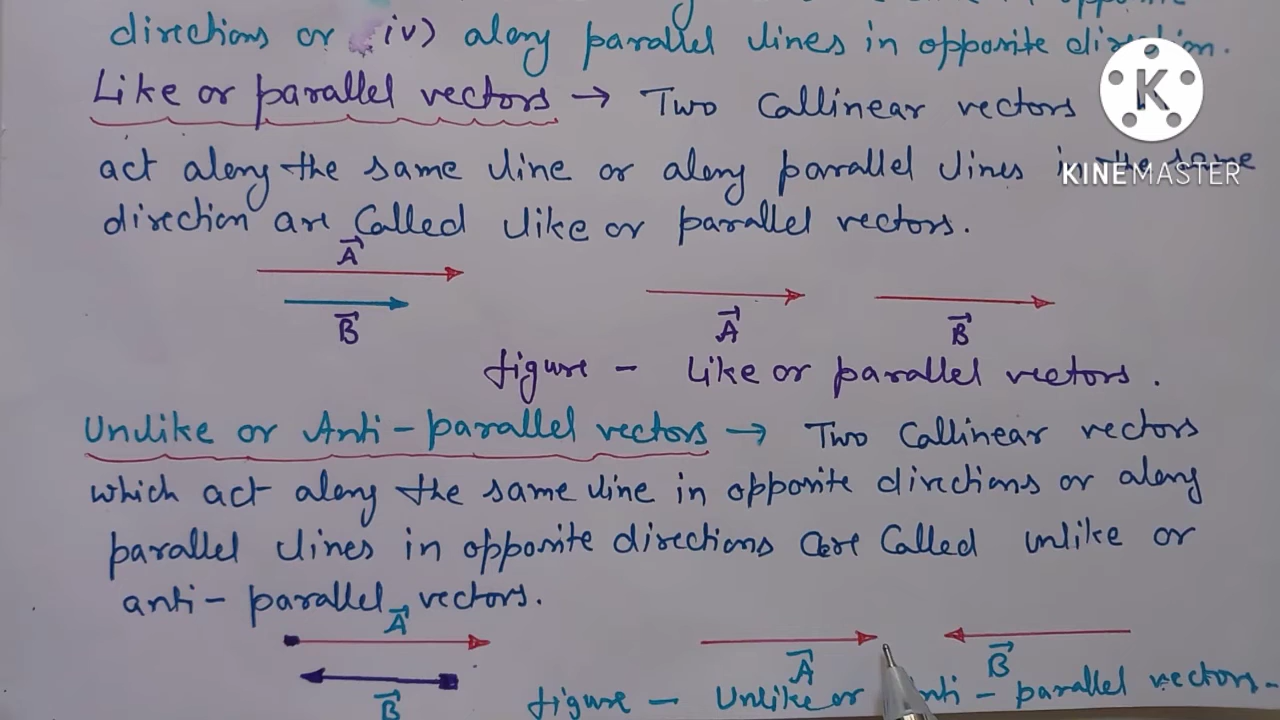 opposite
directions or iv) along parallel lines in opposite direction.
Like or parallel vectors → Two Callinear vectors
K
act along the same line or along parallel lines in the same
KINEMASTER
direction are Called like or parallel vectors.
A
B
A
B
figure - Like or parallel vectors.
Unlike or Anti-parallel vectors → Two Callinear vectors
which act along the same line in opposite directions or along
parallel lines in opposite directions are Called unlike or
anti-parallel vectors.
A
B
A
B
figure - Unlike or Anti-parallel vectors-